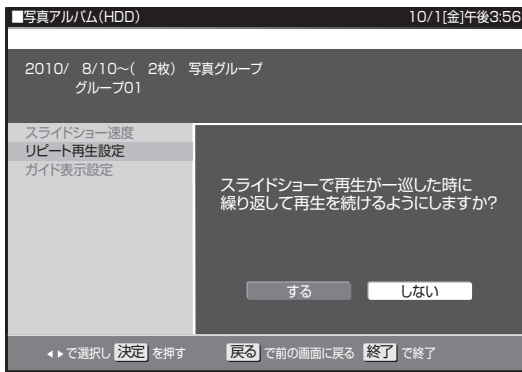 ■写真アルバム(HDD) 10/1[金]午後3:56
2010/ 8/10~( 2枚) 写真グループ
グループ01
スライドショー速度
リピート再生設定
ガイド表示設定
スライドショーで再生が一巡した時に
繰り返して再生を続けるようにしますか?
する しない
◀▶で選択し 決定 を押す 戻る で前の画面に戻る 終了 で終了